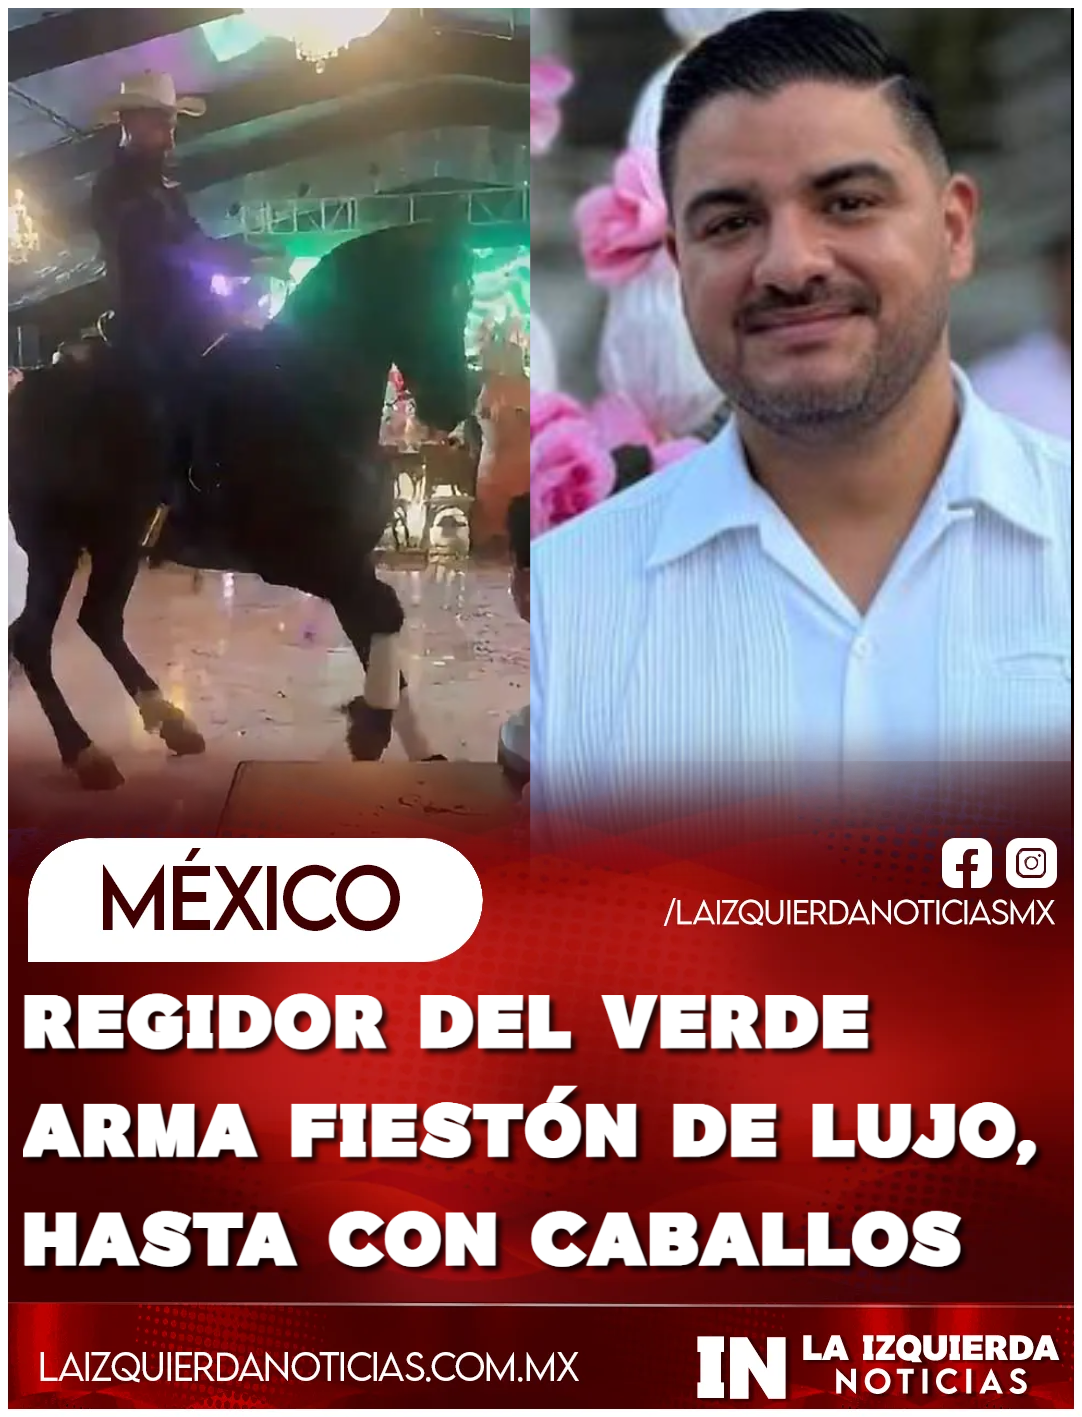 MÉXICO
/LAIZQUIERDANOTICIASMX
REGIDOR DEL VERDE
ARMA FIESTÓN DE LUJO,
HASTA CON CABALLOS
LAIZQUIERDANOTICIAS.COM.MX
IN LA IZQUIERDA
NOTICIAS